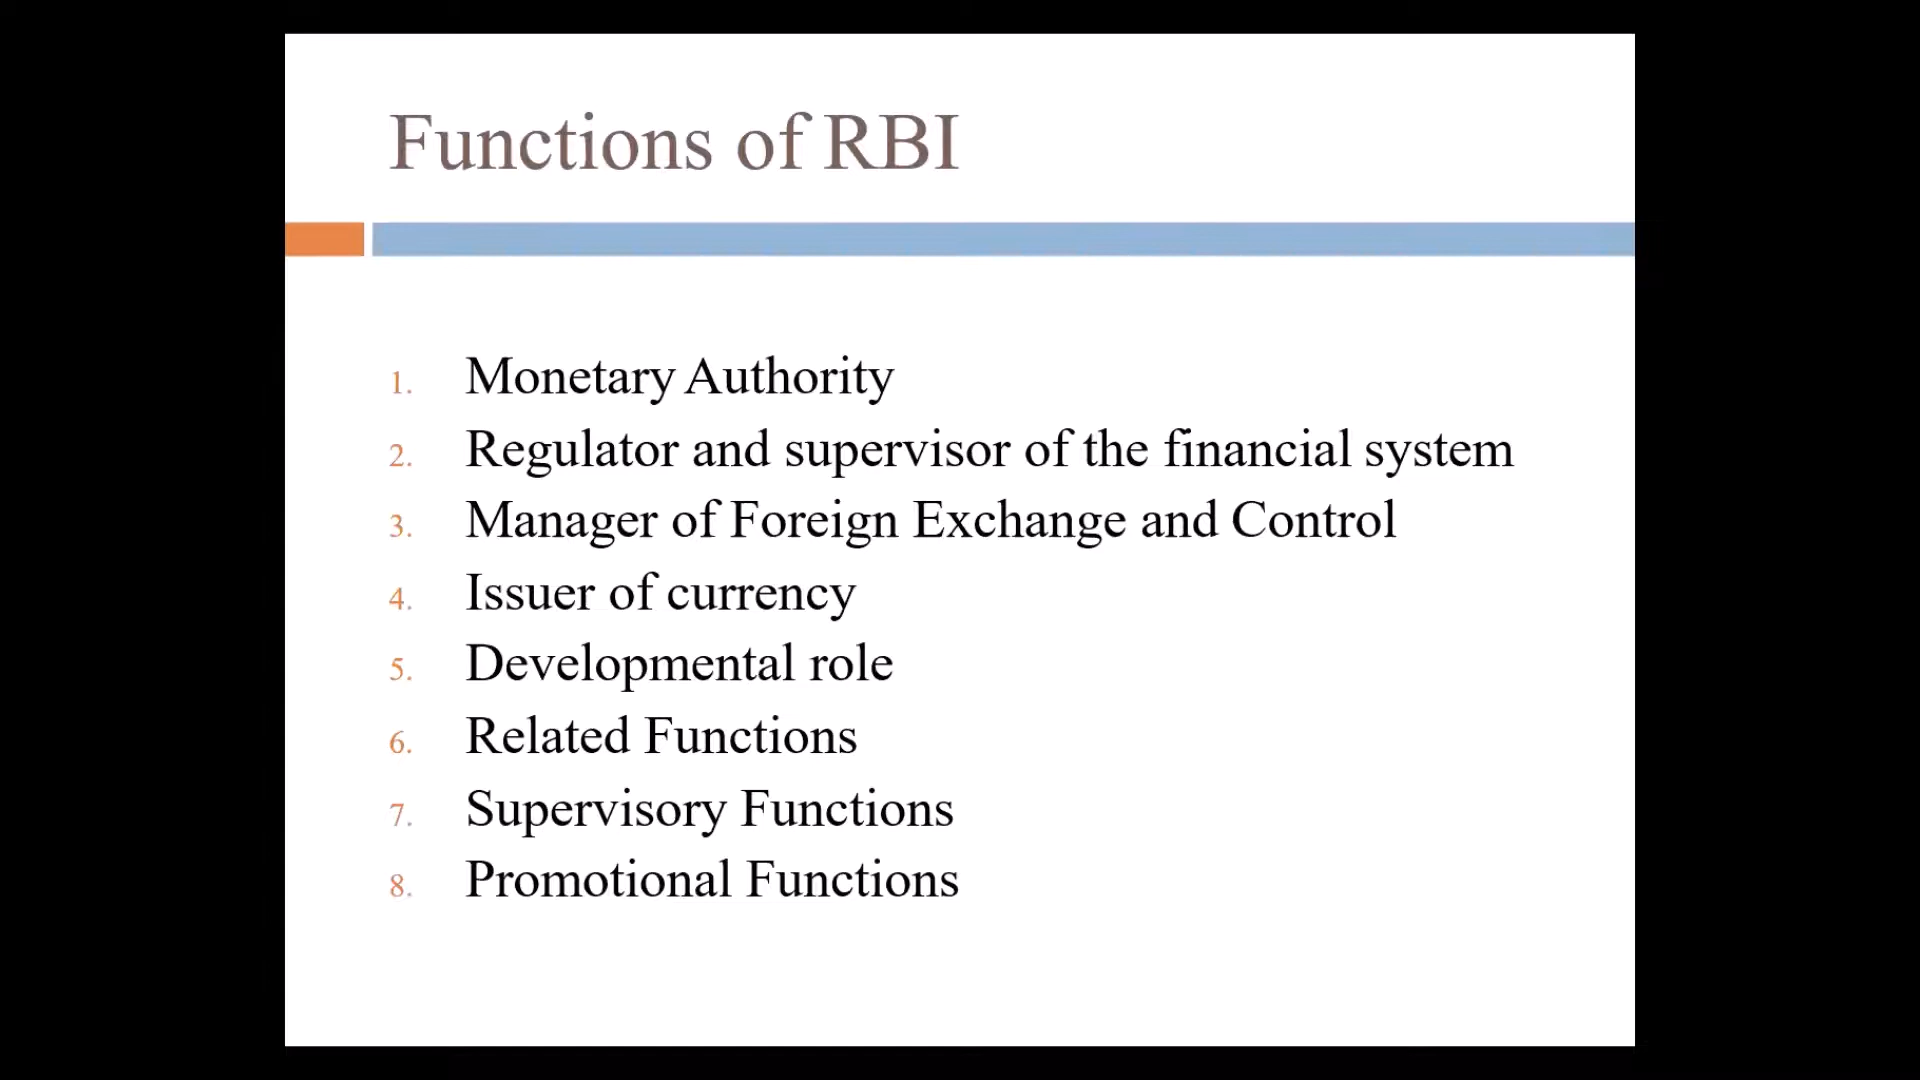 Functions of RBI
1. Monetary Authority
2. Regulator and supervisor of the financial system
3. Manager of Foreign Exchange and Control
4. Issuer of currency
5. Developmental role
6. Related Functions
7. Supervisory Functions
8. Promotional Functions